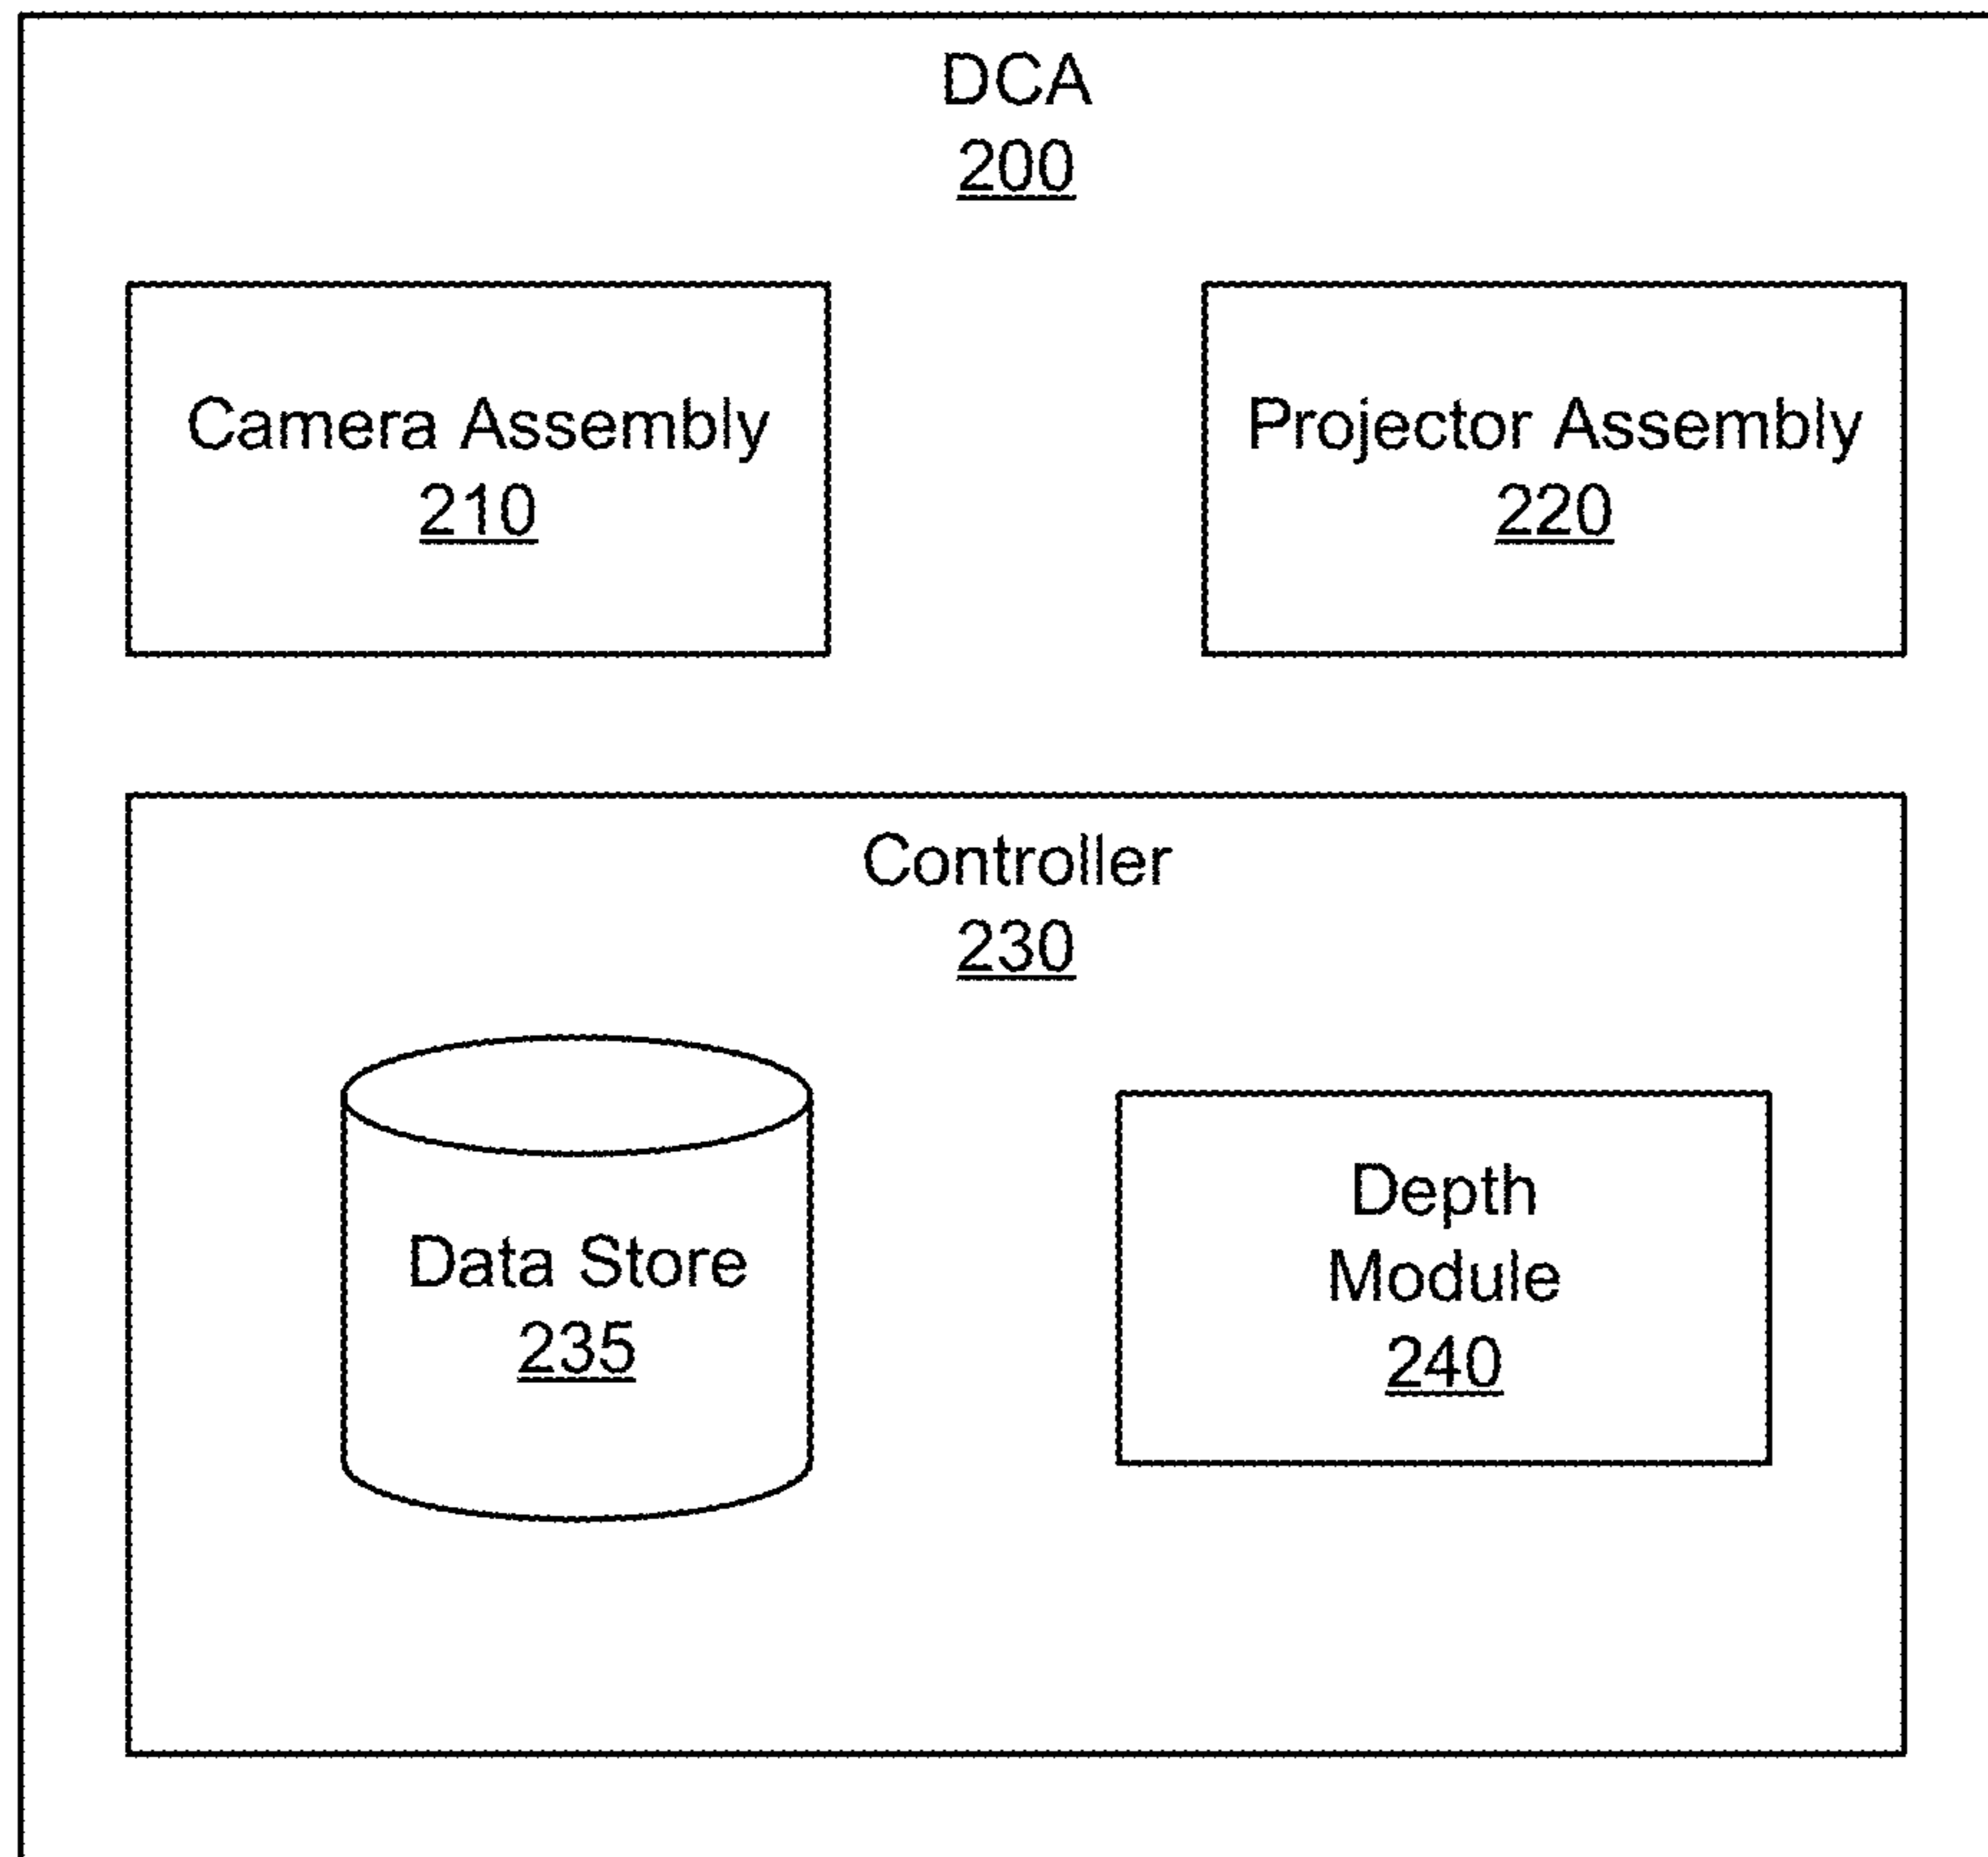 DCA
200
Camera Assembly
210
Projector Assembly
220
Controller
230
Data Store
235
Depth
Module
240